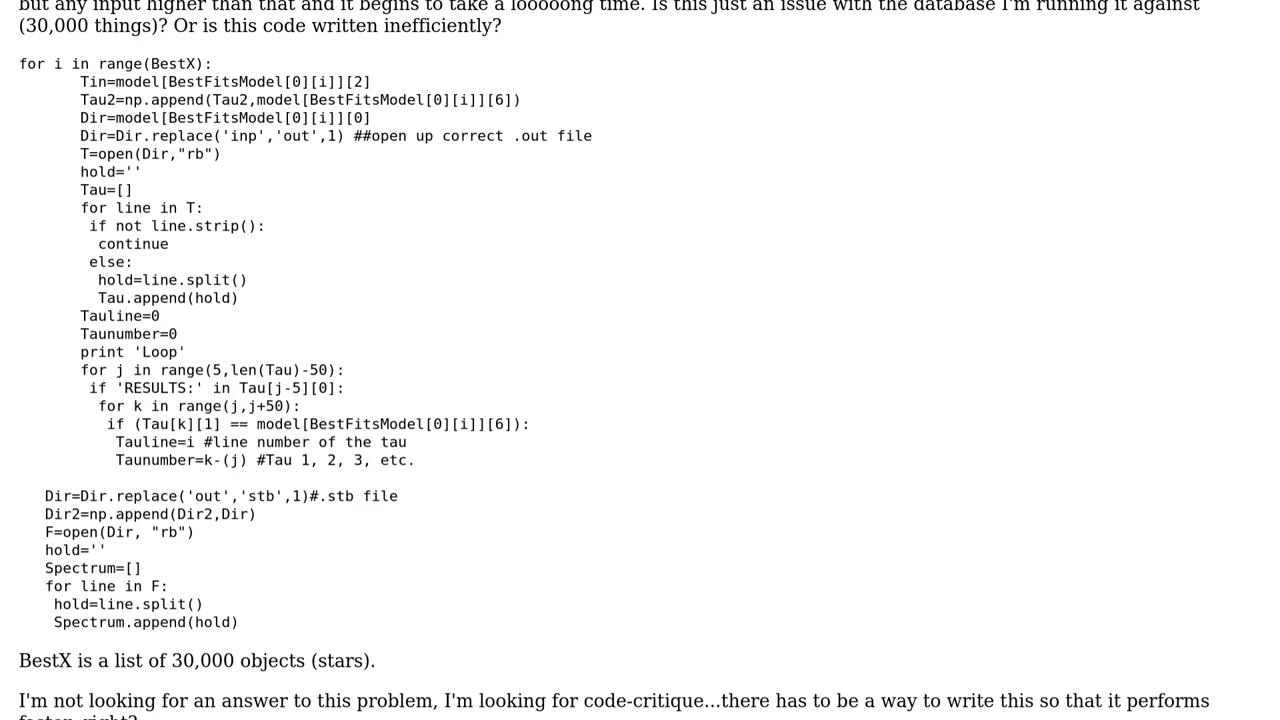 but any input higher than that and it begins to take a looooong time. Is this just an issue with the database I'm running it against
(30,000 things)? Or is this code written inefficiently?
for i in range(BestX):
Tin=model[BestFitsModel[0][i]][2]
Tau2=np.append(Tau2,model[BestFitsModel[0][i]][6])
Dir=model[BestFitsModel[0][i]][0]
Dir=Dir.replace('inp','out',1) ##open up correct .out file
T=open(Dir,"rb")
hold=''
Tau=[]
for line in T:
if not line.strip():
continue
else:
hold=line.split()
Tau.append(hold)
Tauline=0
Taunumber=0
print 'Loop'
for j in range(5,len(Tau)-50):
if 'RESULTS:' in Tau[j-5][0]:
for k in range(j,j+50):
if (Tau[k][1] == model[BestFitsModel[0][i]][6]):
Tauline=i #line number of the tau
Taunumber=k-(j) #Tau 1, 2, 3, etc.
Dir=Dir.replace('out','stb',1)#.stb file
Dir2=np.append(Dir2,Dir)
F=open(Dir, "rb")
hold=''
Spectrum=[]
for line in F:
hold=line.split()
Spectrum.append(hold)
BestX is a list of 30,000 objects (stars).
I'm not looking for an answer to this problem, I'm looking for code-critique...there has to be a way to write this so that it performs
faster, right?